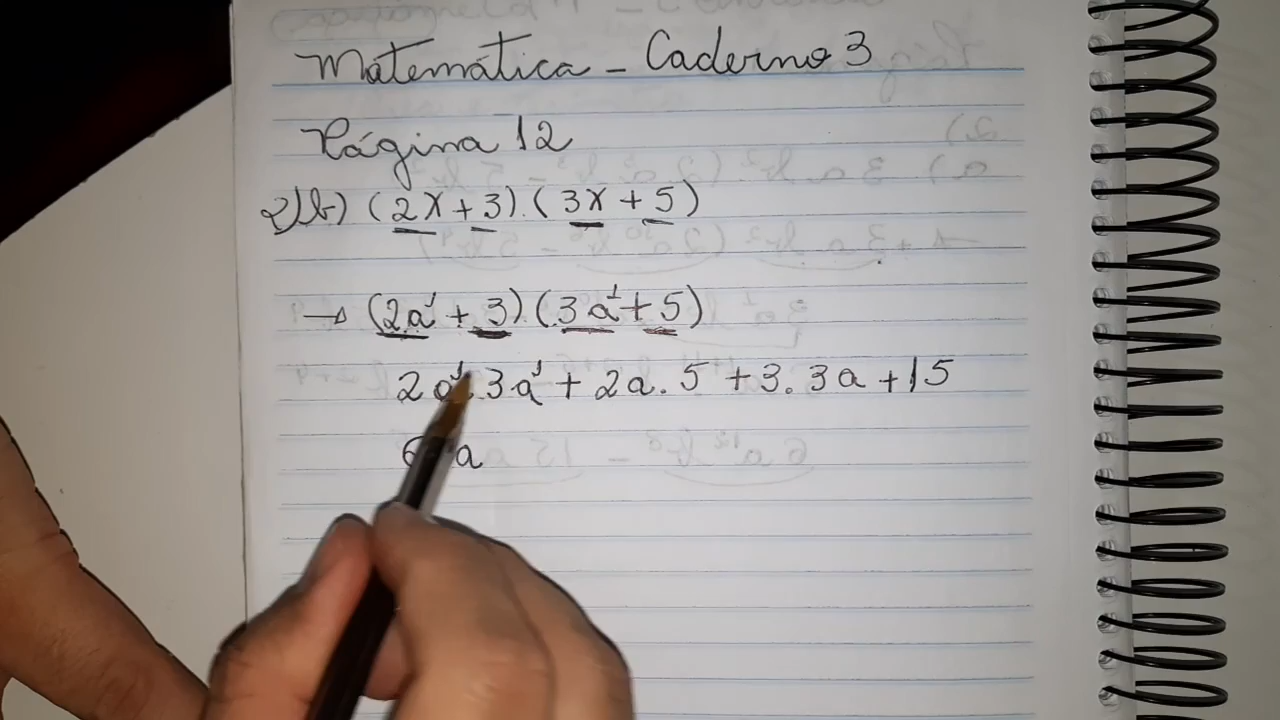 Matemática - Caderno 3
Página 12
2)b) (2x + 3).(3x + 5)
→ (2a¹ + 3).(3a¹ + 5)
2a¹.3a¹ + 2a.5 + 3.3a + 15
6 a